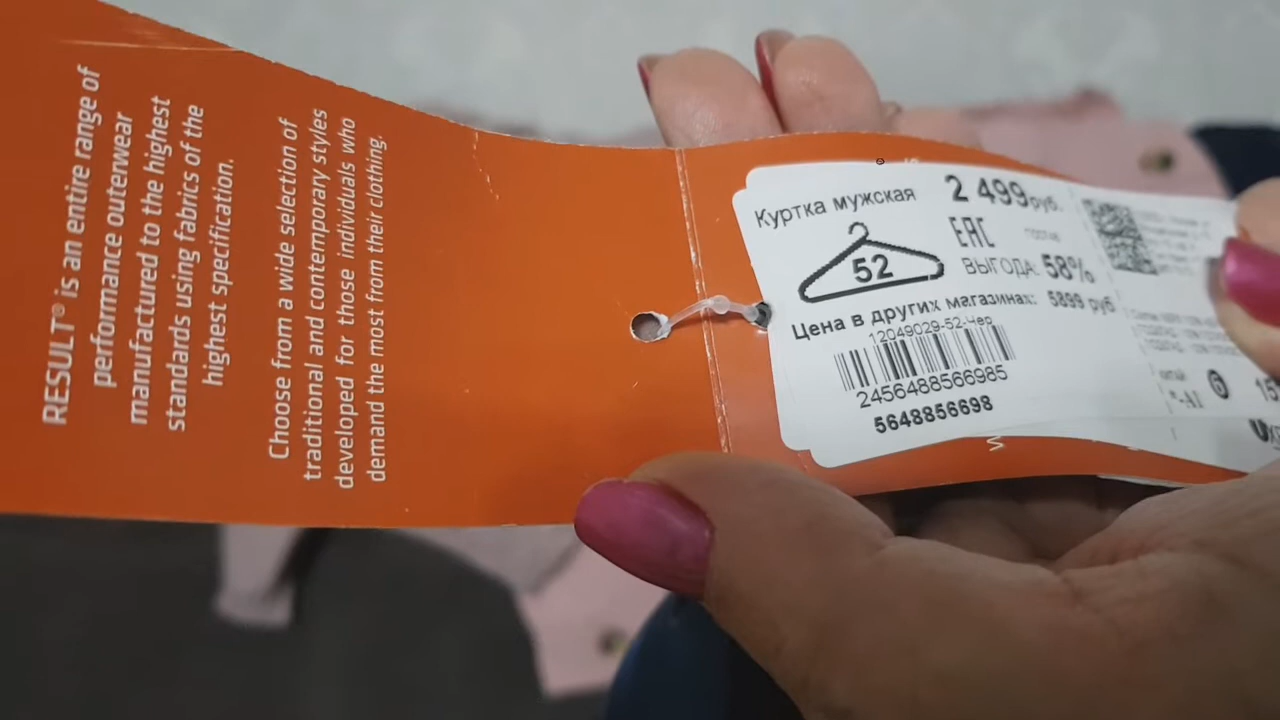 RESULT® is an entire range of
performance outerwear
manufactured to the highest
standards using fabrics of the
highest specification.
Choose from a wide selection of
traditional and contemporary styles
developed for those individuals who
demand the most from their clothing.
Куртка мужская
2 499 руб.
EAC
против
52
ВЫГОДА: 58%
Цена в других магазинах: 5899 руб
12049029-52-Чер
2456488566985
5648856698